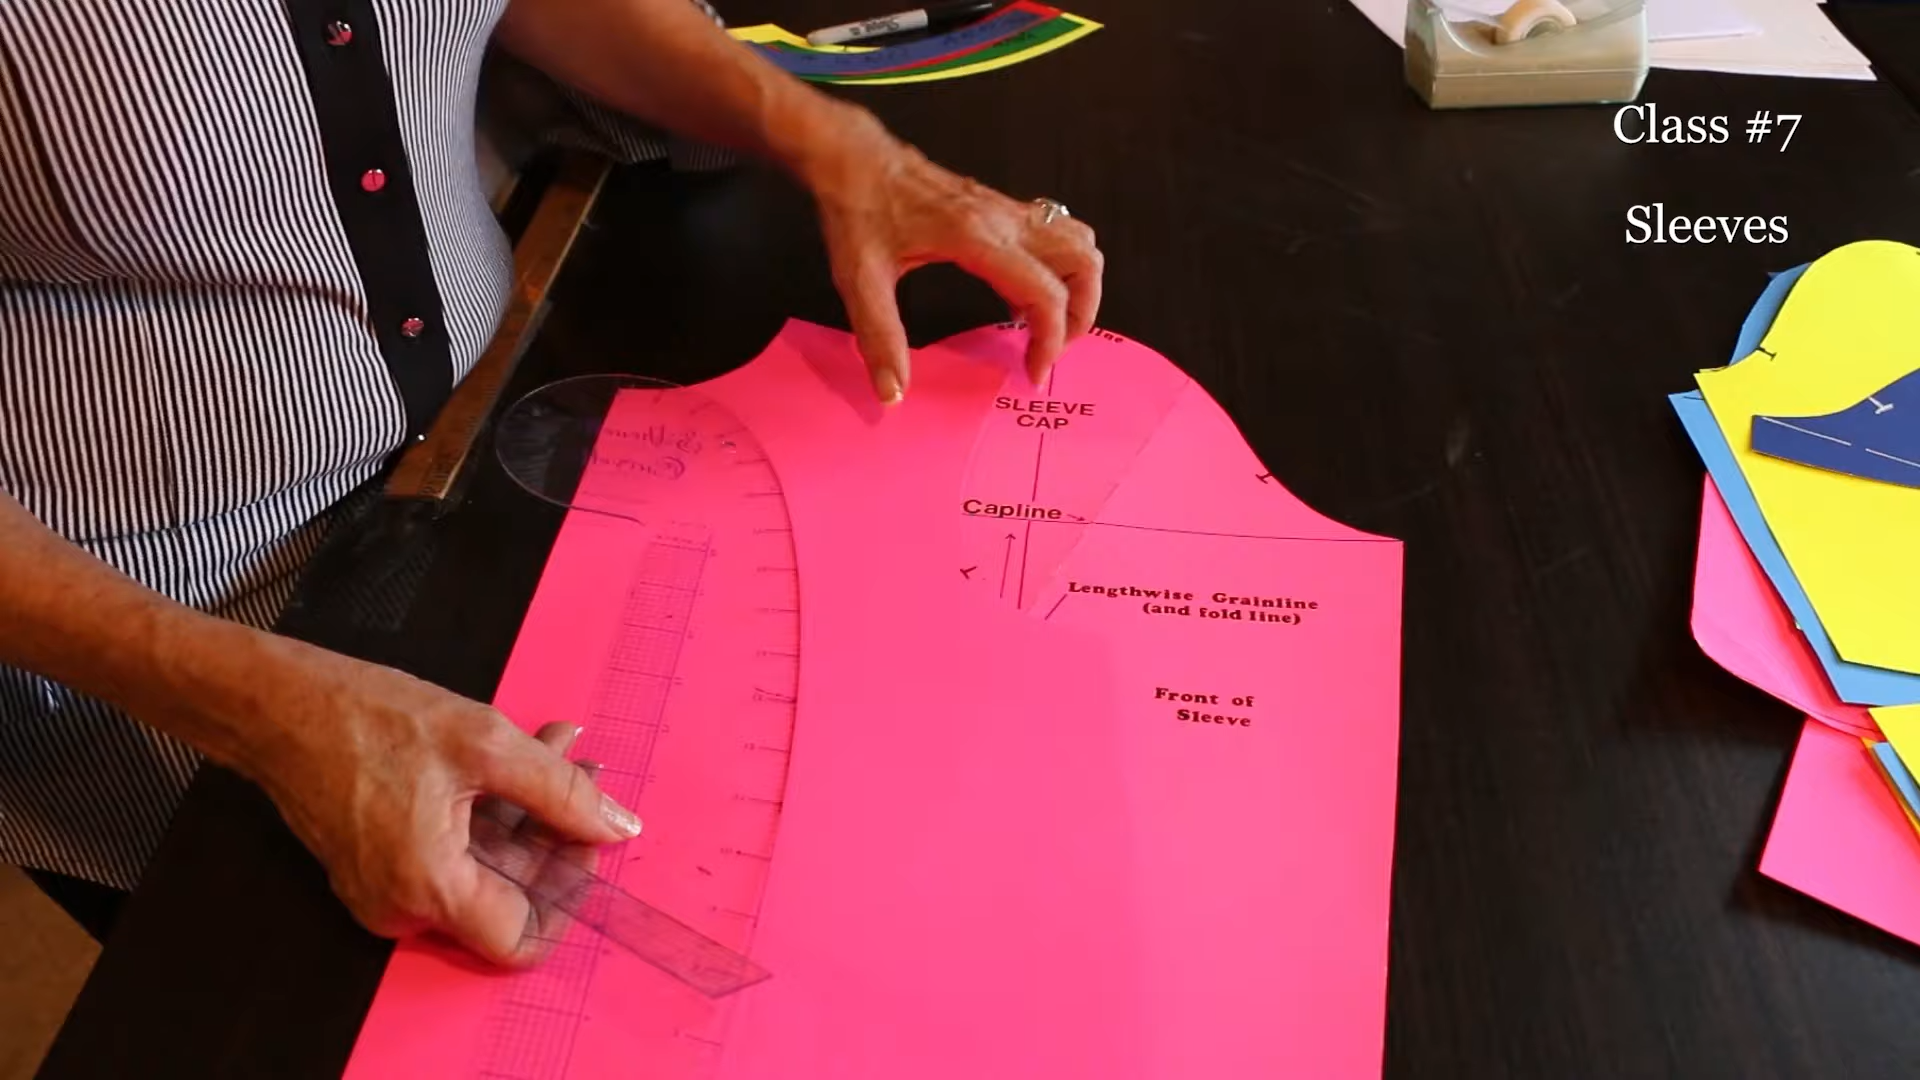 Class #7
Sleeves
SLEEVE
CAP
Capline
Lengthwise Grainline
(and fold line)
Front of
Sleeve